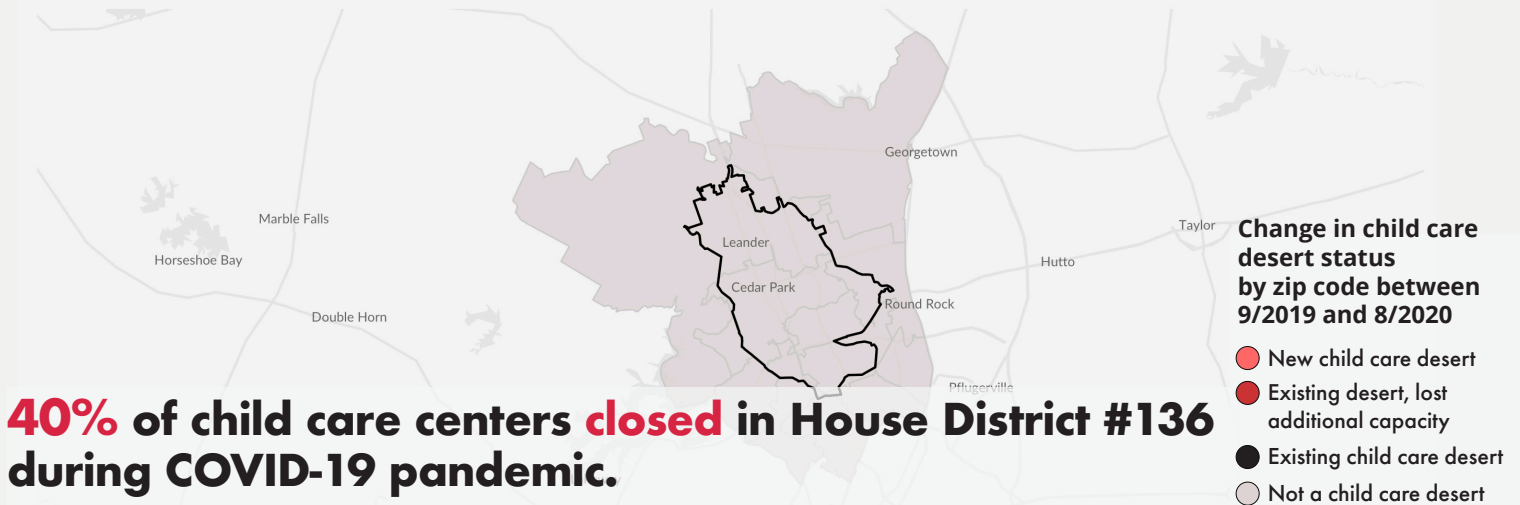 Georgetown
Marble Falls
Taylor
Leander
Horseshoe Bay
Hutto
Cedar Park
Round Rock
Double Horn
Pflugerville
Change in child care
desert status
by zip code between
9/2019 and 8/2020
New child care desert
Existing desert, lost
additional capacity
Existing child care desert
Not a child care desert
40% of child care centers closed in House District #136
during COVID-19 pandemic.